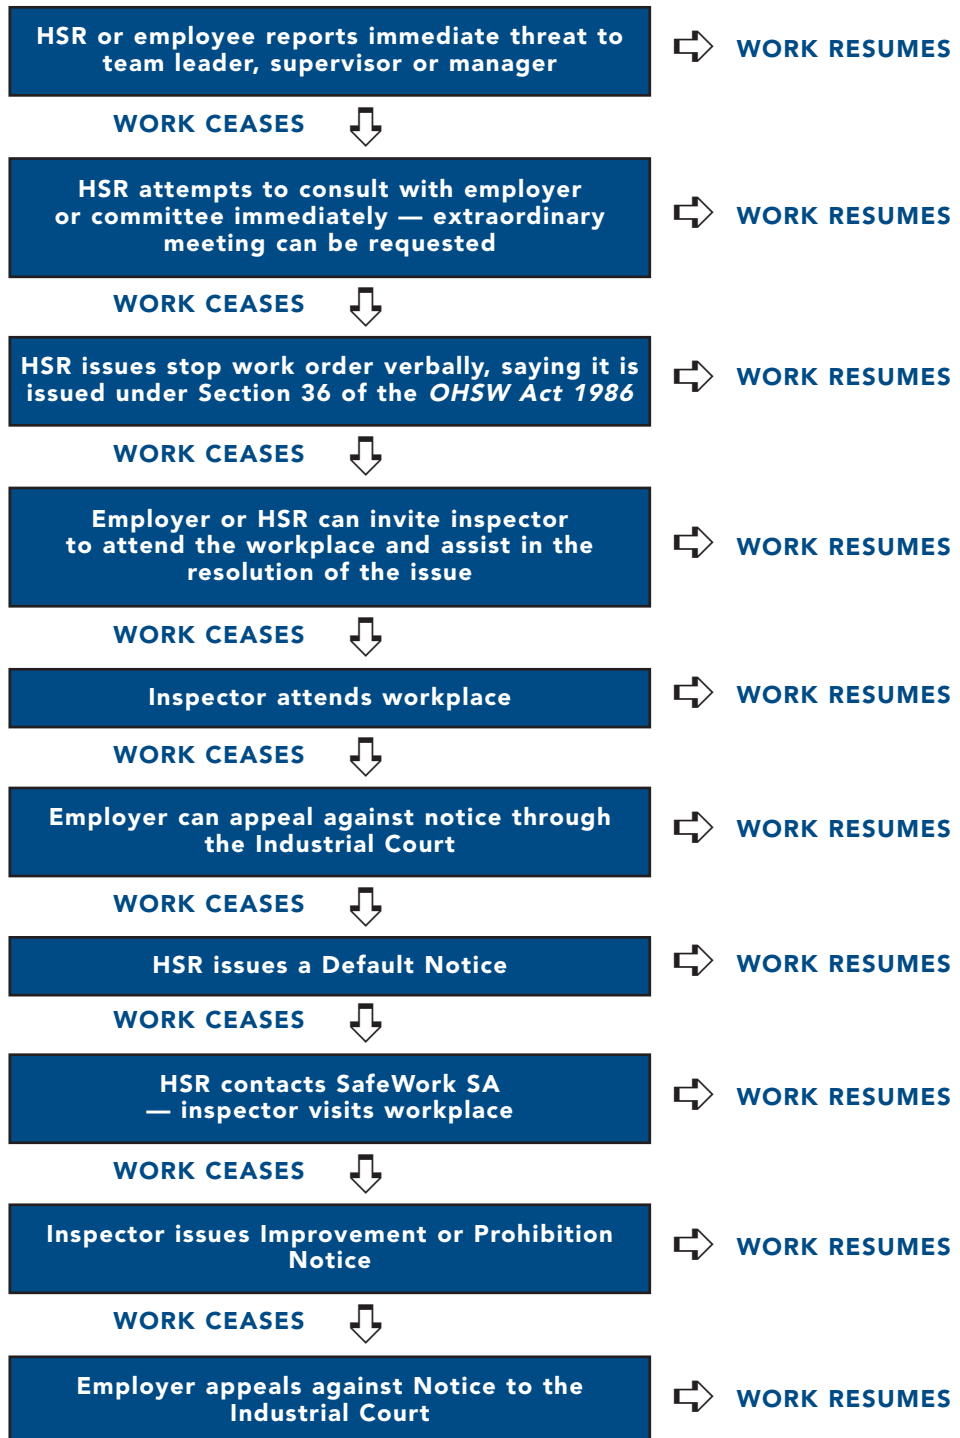 HSR or employee reports immediate threat to
team leader, supervisor or manager
WORK RESUMES
WORK CEASES
HSR attempts to consult with employer
or committee immediately — extraordinary
meeting can be requested
WORK RESUMES
WORK CEASES
HSR issues stop work order verbally, saying it is
issued under Section 36 of the OHSW Act 1986
WORK RESUMES
WORK CEASES
Employer or HSR can invite inspector
to attend the workplace and assist in the
resolution of the issue
WORK RESUMES
WORK CEASES
Inspector attends workplace
WORK RESUMES
WORK CEASES
Employer can appeal against notice through
the Industrial Court
WORK RESUMES
WORK CEASES
HSR issues a Default Notice
WORK RESUMES
WORK CEASES
HSR contacts SafeWork SA
— inspector visits workplace
WORK RESUMES
WORK CEASES
Inspector issues Improvement or Prohibition
Notice
WORK RESUMES
WORK CEASES
Employer appeals against Notice to the
Industrial Court
WORK RESUMES